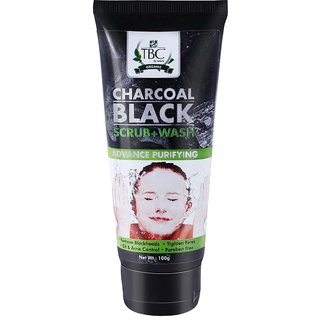 TBC
ORGANIC
CHARCOAL
BLACK
SCRUB+WASH
ADVANCE PURIFYING
Remove Blackheads • Tighten Pores
Oil & Acne Control • Paraben Free
Net Wt.: 100g